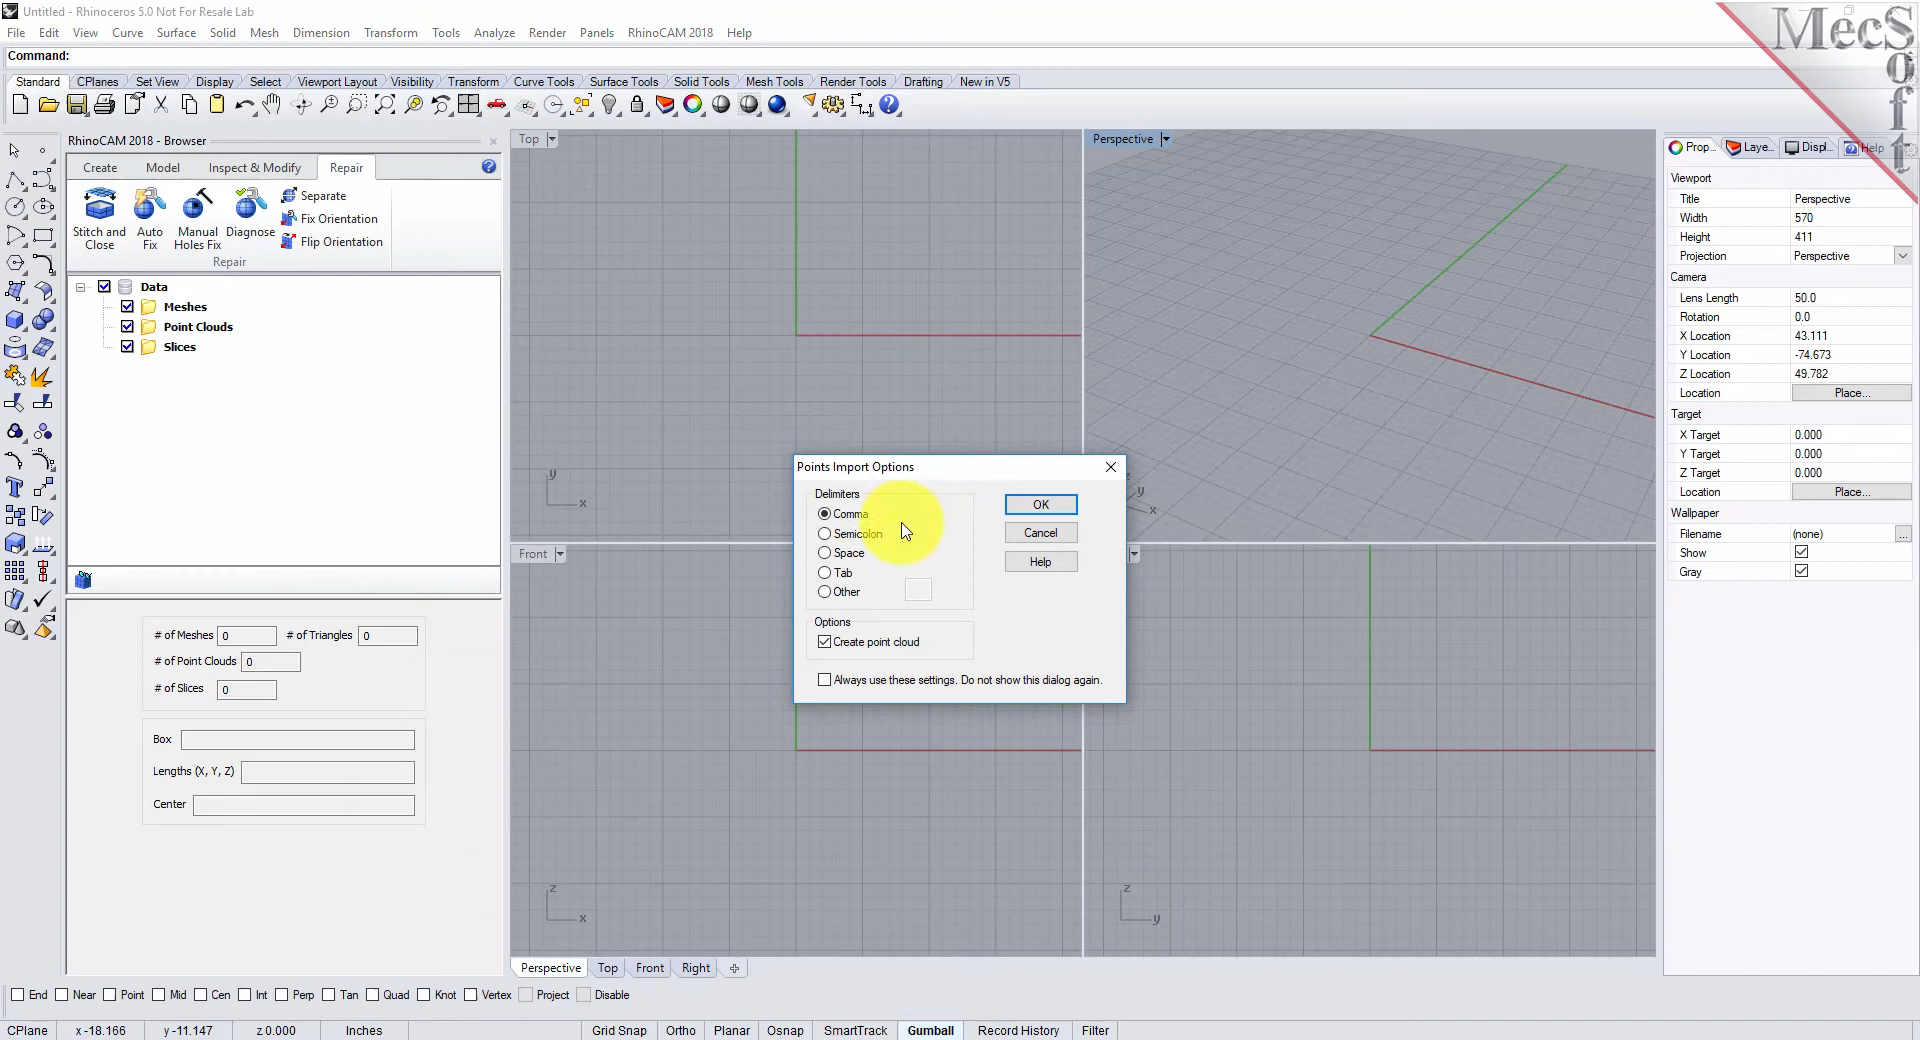 Untitled - Rhinoceros 5.0 Not For Resale Lab
File Edit View Curve Surface Solid Mesh Dimension Transform Tools Analyze Render Panels RhinoCAM 2018 Help
Command:
Standard CPlanes Set View Display Select Viewport Layout Visibility Transform Curve Tools Surface Tools Solid Tools Mesh Tools Render Tools Drafting New in V5
MecSoft
RhinoCAM 2018 - Browser
Create Model Inspect & Modify Repair
Stitch and Close
Auto Fix
Manual Holes Fix
Diagnose
Separate
Fix Orientation
Flip Orientation
Repair
Data
Meshes
Point Clouds
Slices
# of Meshes 0 # of Triangles 0
# of Point Clouds 0
# of Slices 0
Box
Lengths (X, Y, Z)
Center
Top
y
x
Perspective
z
y
x
Front
z
x
z
y
Points Import Options
Delimiters
Comma
Semicolon
Space
Tab
Other
OK
Cancel
Help
Options
Create point cloud
Always use these settings. Do not show this dialog again.
Prop... Laye... Displ... Help
Viewport
Title Perspective
Width 570
Height 411
Projection Perspective
Camera
Lens Length 50.0
Rotation 0.0
X Location 43.111
Y Location -74.673
Z Location 49.782
Location Place...
Target
X Target 0.000
Y Target 0.000
Z Target 0.000
Location Place...
Wallpaper
Filename (none) ...
Show
Gray
Perspective Top Front Right
End Near Point Mid Cen Int Perp Tan Quad Knot Vertex Project Disable
CPlane x -18.166 y -11.147 z 0.000 Inches Grid Snap Ortho Planar Osnap SmartTrack Gumball Record History Filter